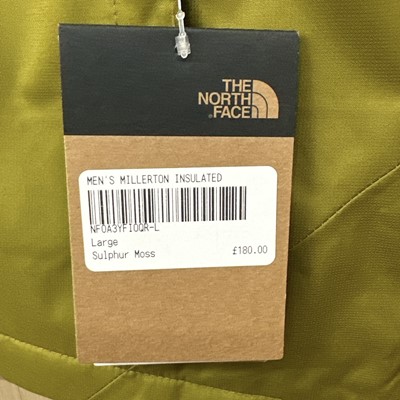 THE
NORTH
FACE
MEN'S MILLERTON INSULATED
NF0A3YFI0QR-L
Large
Sulphur Moss £180.00